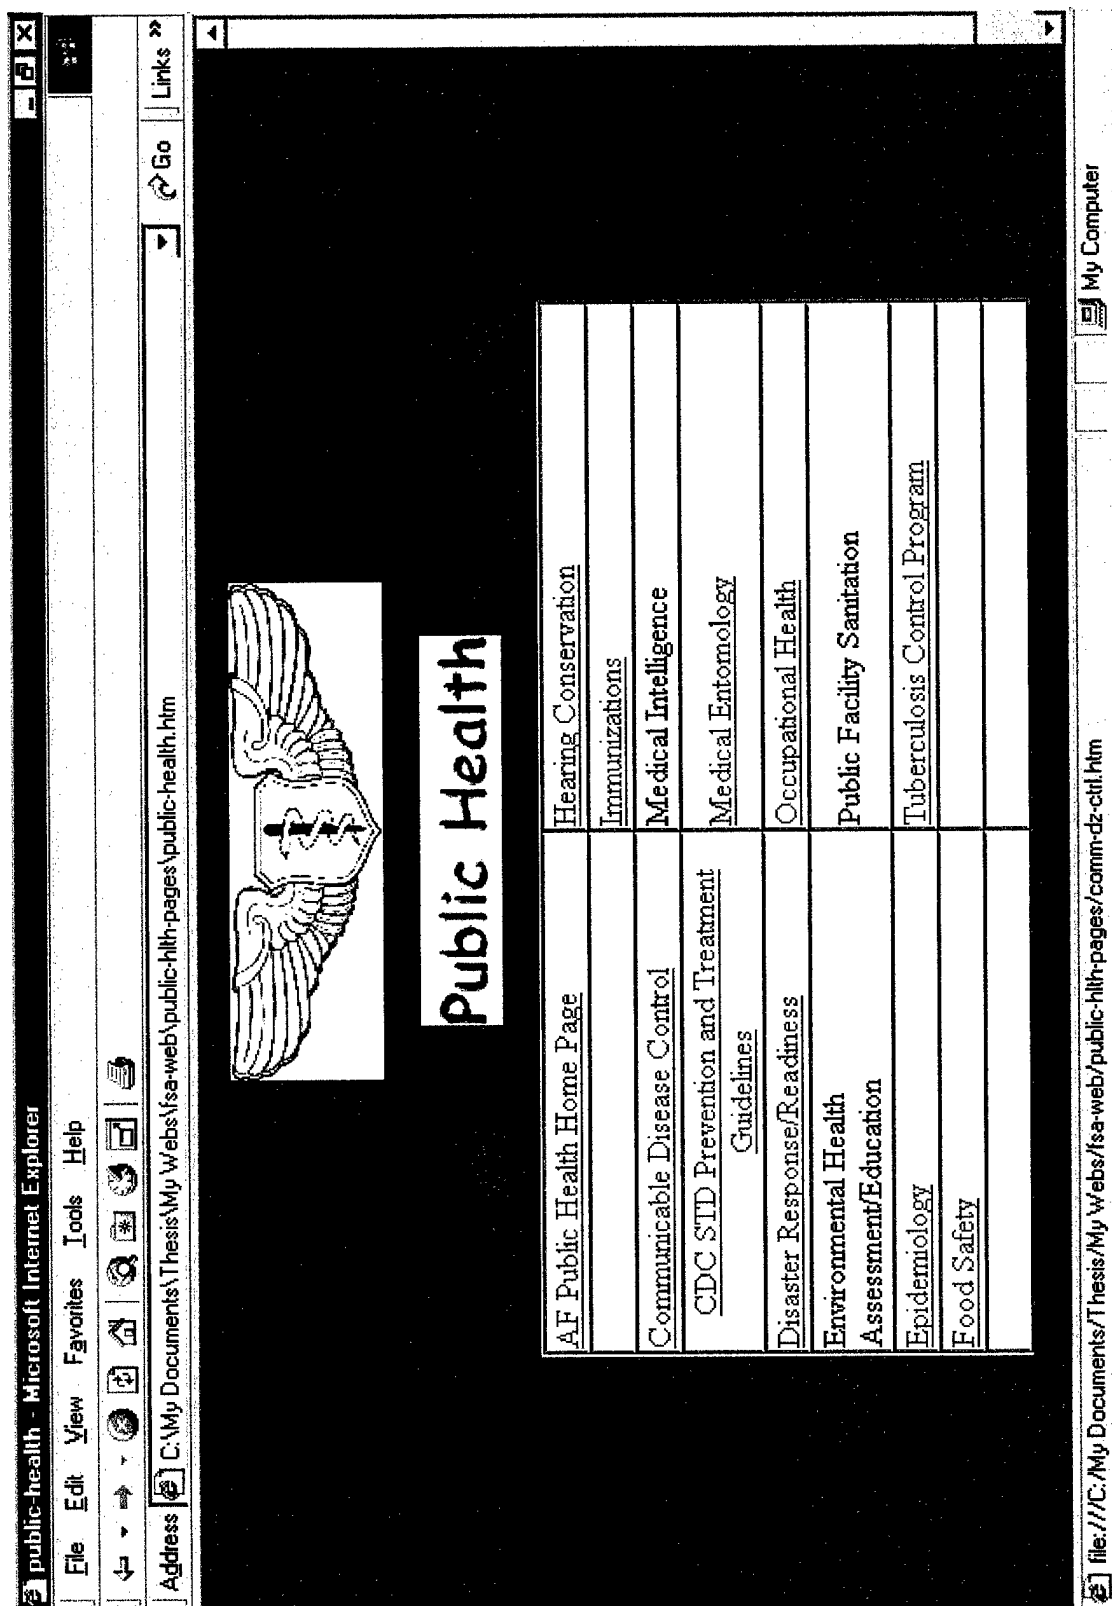 public-health - Microsoft Internet Explorer
File Edit View Favorites Tools Help
Address C:\My Documents\Thesis\My Webs\fsa-web\public-hlth-pages\public-health.htm Go Links »
Public Health
AF Public Health Home Page Hearing Conservation
Immunizations
Communicable Disease Control Medical Intelligence
CDC STD Prevention and Treatment Medical Entomology
Guidelines
Disaster Response/Readiness Occupational Health
Environmental Health Public Facility Sanitation
Assessment/Education
Epidemiology Tuberculosis Control Program
Food Safety
file:///C:/My Documents/Thesis/My Webs/fsa-web/public-hlth-pages/comm-dz-ctrl.htm My Computer